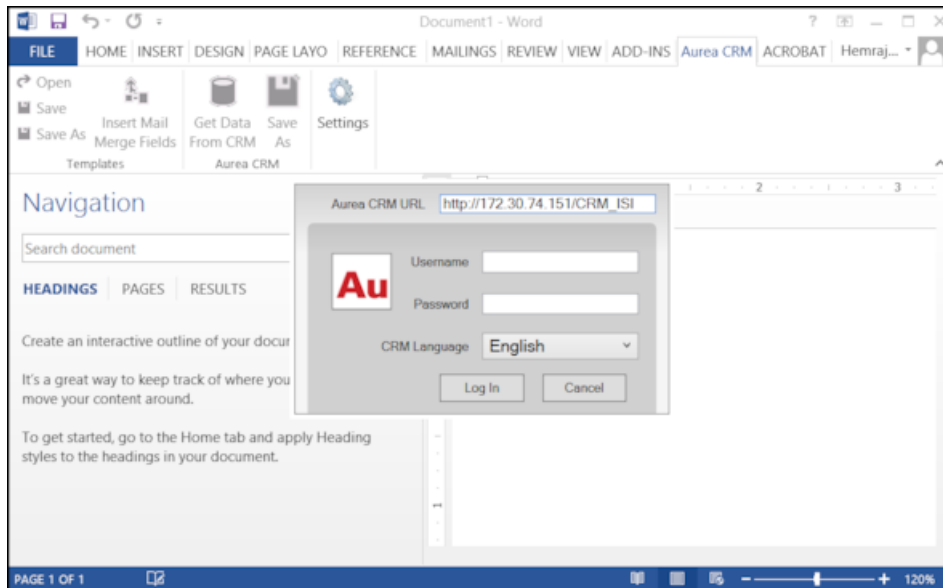 Document1 - Word
?
FILE HOME INSERT DESIGN PAGE LAYO REFERENCE MAILINGS REVIEW VIEW ADD-INS Aurea CRM ACROBAT Hemraj...
Open
Save
Save As
Insert Mail
Merge Fields
Get Data
From CRM
Save
As
Settings
Templates
Aurea CRM
Navigation
Search document
HEADINGS PAGES RESULTS
Create an interactive outline of your docur
It's a great way to keep track of where you
move your content around.
To get started, go to the Home tab and apply Heading
styles to the headings in your document.
Aurea CRM URL http://172.30.74.151/CRM_ISI
Au
Username
Password
CRM Language English
Log In Cancel
2 3
1
PAGE 1 OF 1
120%